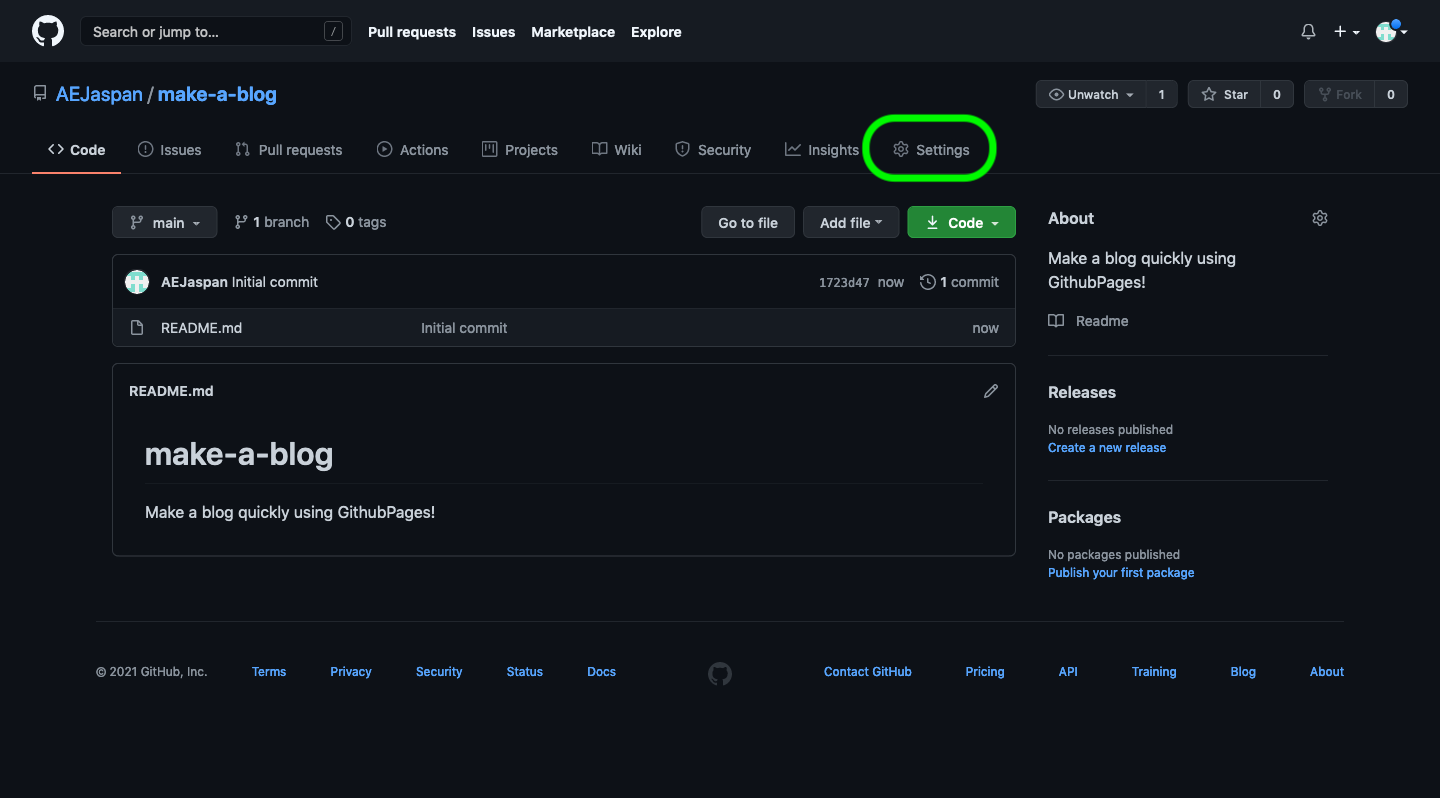 Search or jump to... / Pull requests Issues Marketplace Explore
AEJaspan / make-a-blog Unwatch 1 Star 0 Fork 0
Code Issues Pull requests Actions Projects Wiki Security Insights Settings
main 1 branch 0 tags Go to file Add file Code
AEJaspan Initial commit 1723d47 now 1 commit
README.md Initial commit now
README.md
make-a-blog
Make a blog quickly using GithubPages!
About
Make a blog quickly using
GithubPages!
Readme
Releases
No releases published
Create a new release
Packages
No packages published
Publish your first package
© 2021 GitHub, Inc. Terms Privacy Security Status Docs Contact GitHub Pricing API Training Blog About